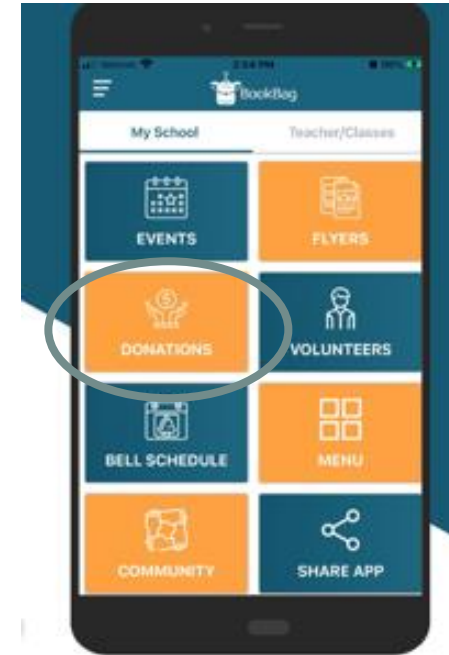 BookBag
My School Teacher/Classes
EVENTS FLYERS
DONATIONS VOLUNTEERS
BELL SCHEDULE MENU
COMMUNITY SHARE APP